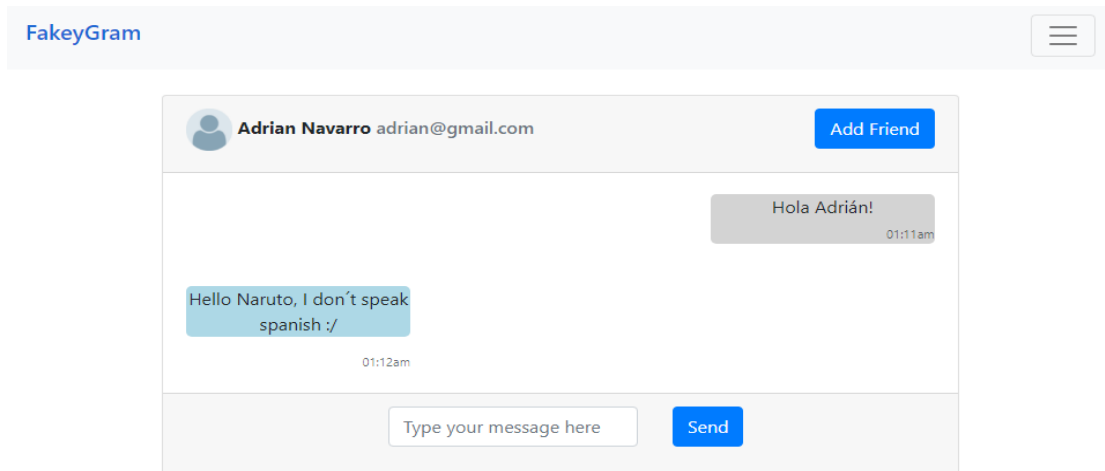 FakeyGram
Adrian Navarro adrian@gmail.com
Add Friend
Hola Adrián!
01:11am
Hello Naruto, I don´t speak
spanish :/
01:12am
Type your message here
Send